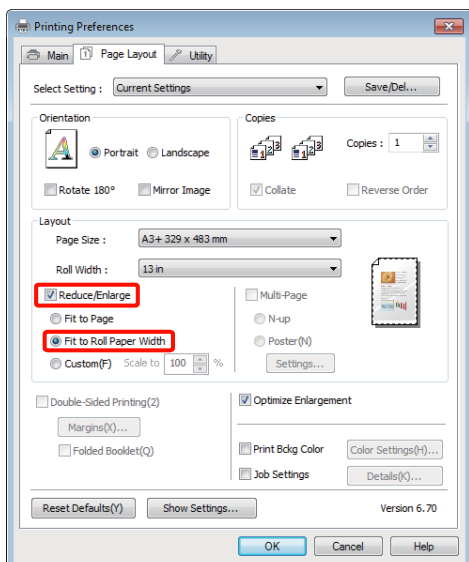 Printing Preferences
Main
Page Layout
Utility
Select Setting : Current Settings Save/Del...
Orientation
Portrait Landscape
Rotate 180° Mirror Image
Copies
Copies : 1
Collate Reverse Order
Layout
Page Size : A3+ 329 x 483 mm
Roll Width : 13 in
Reduce/Enlarge
Fit to Page
Fit to Roll Paper Width
Custom(F) Scale to 100 %
Multi-Page
N-up
Poster(N)
Settings...
Double-Sided Printing(2)
Margins(X)...
Folded Booklet(Q)
Optimize Enlargement
Print Bckg Color Color Settings(H)...
Job Settings Details(K)...
Reset Defaults(Y) Show Settings... Version 6.70
OK Cancel Help